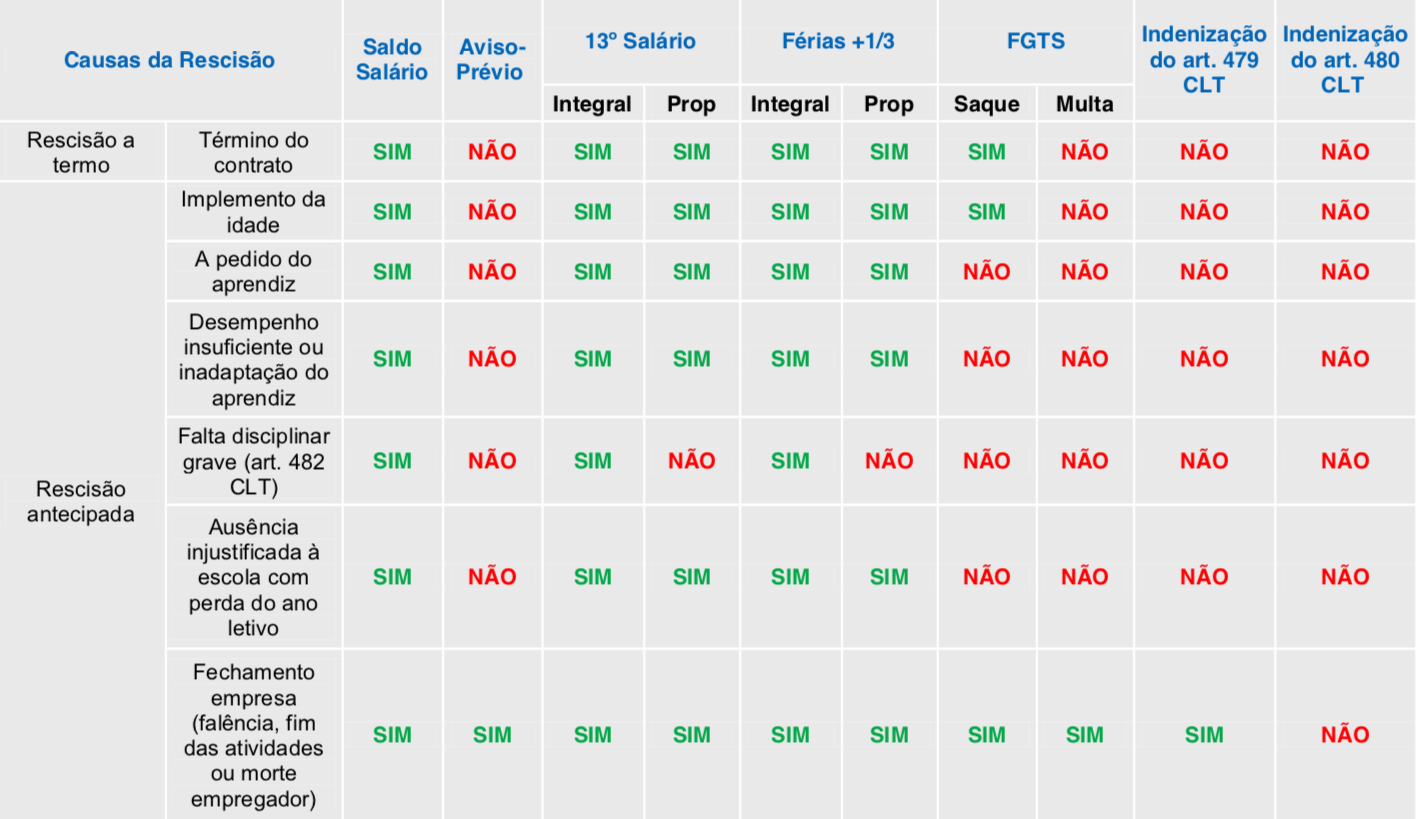 Causas da Rescisão
Saldo
Salário
Aviso-
Prévio
13º Salário
Férias +1/3
FGTS
Indenização
do art. 479
CLT
Indenização
do art. 480
CLT
Integral
Prop
Integral
Prop
Saque
Multa
Rescisão a
termo
Término do
contrato
SIM NÃO SIM SIM SIM SIM SIM NÃO NÃO NÃO
Rescisão
antecipada
Implemento da
idade
SIM NÃO SIM SIM SIM SIM SIM NÃO NÃO NÃO
A pedido do
aprendiz
SIM NÃO SIM SIM SIM SIM NÃO NÃO NÃO NÃO
Desempenho
insuficiente ou
inadaptação do
aprendiz
SIM NÃO SIM SIM SIM SIM NÃO NÃO NÃO NÃO
Falta disciplinar
grave (art. 482
CLT)
SIM NÃO SIM NÃO SIM NÃO NÃO NÃO NÃO NÃO
Ausência
injustificada à
escola com
perda do ano
letivo
SIM NÃO SIM SIM SIM SIM NÃO NÃO NÃO NÃO
Fechamento
empresa
(falência, fim
das atividades
ou morte
empregador)
SIM SIM SIM SIM SIM SIM SIM SIM SIM NÃO